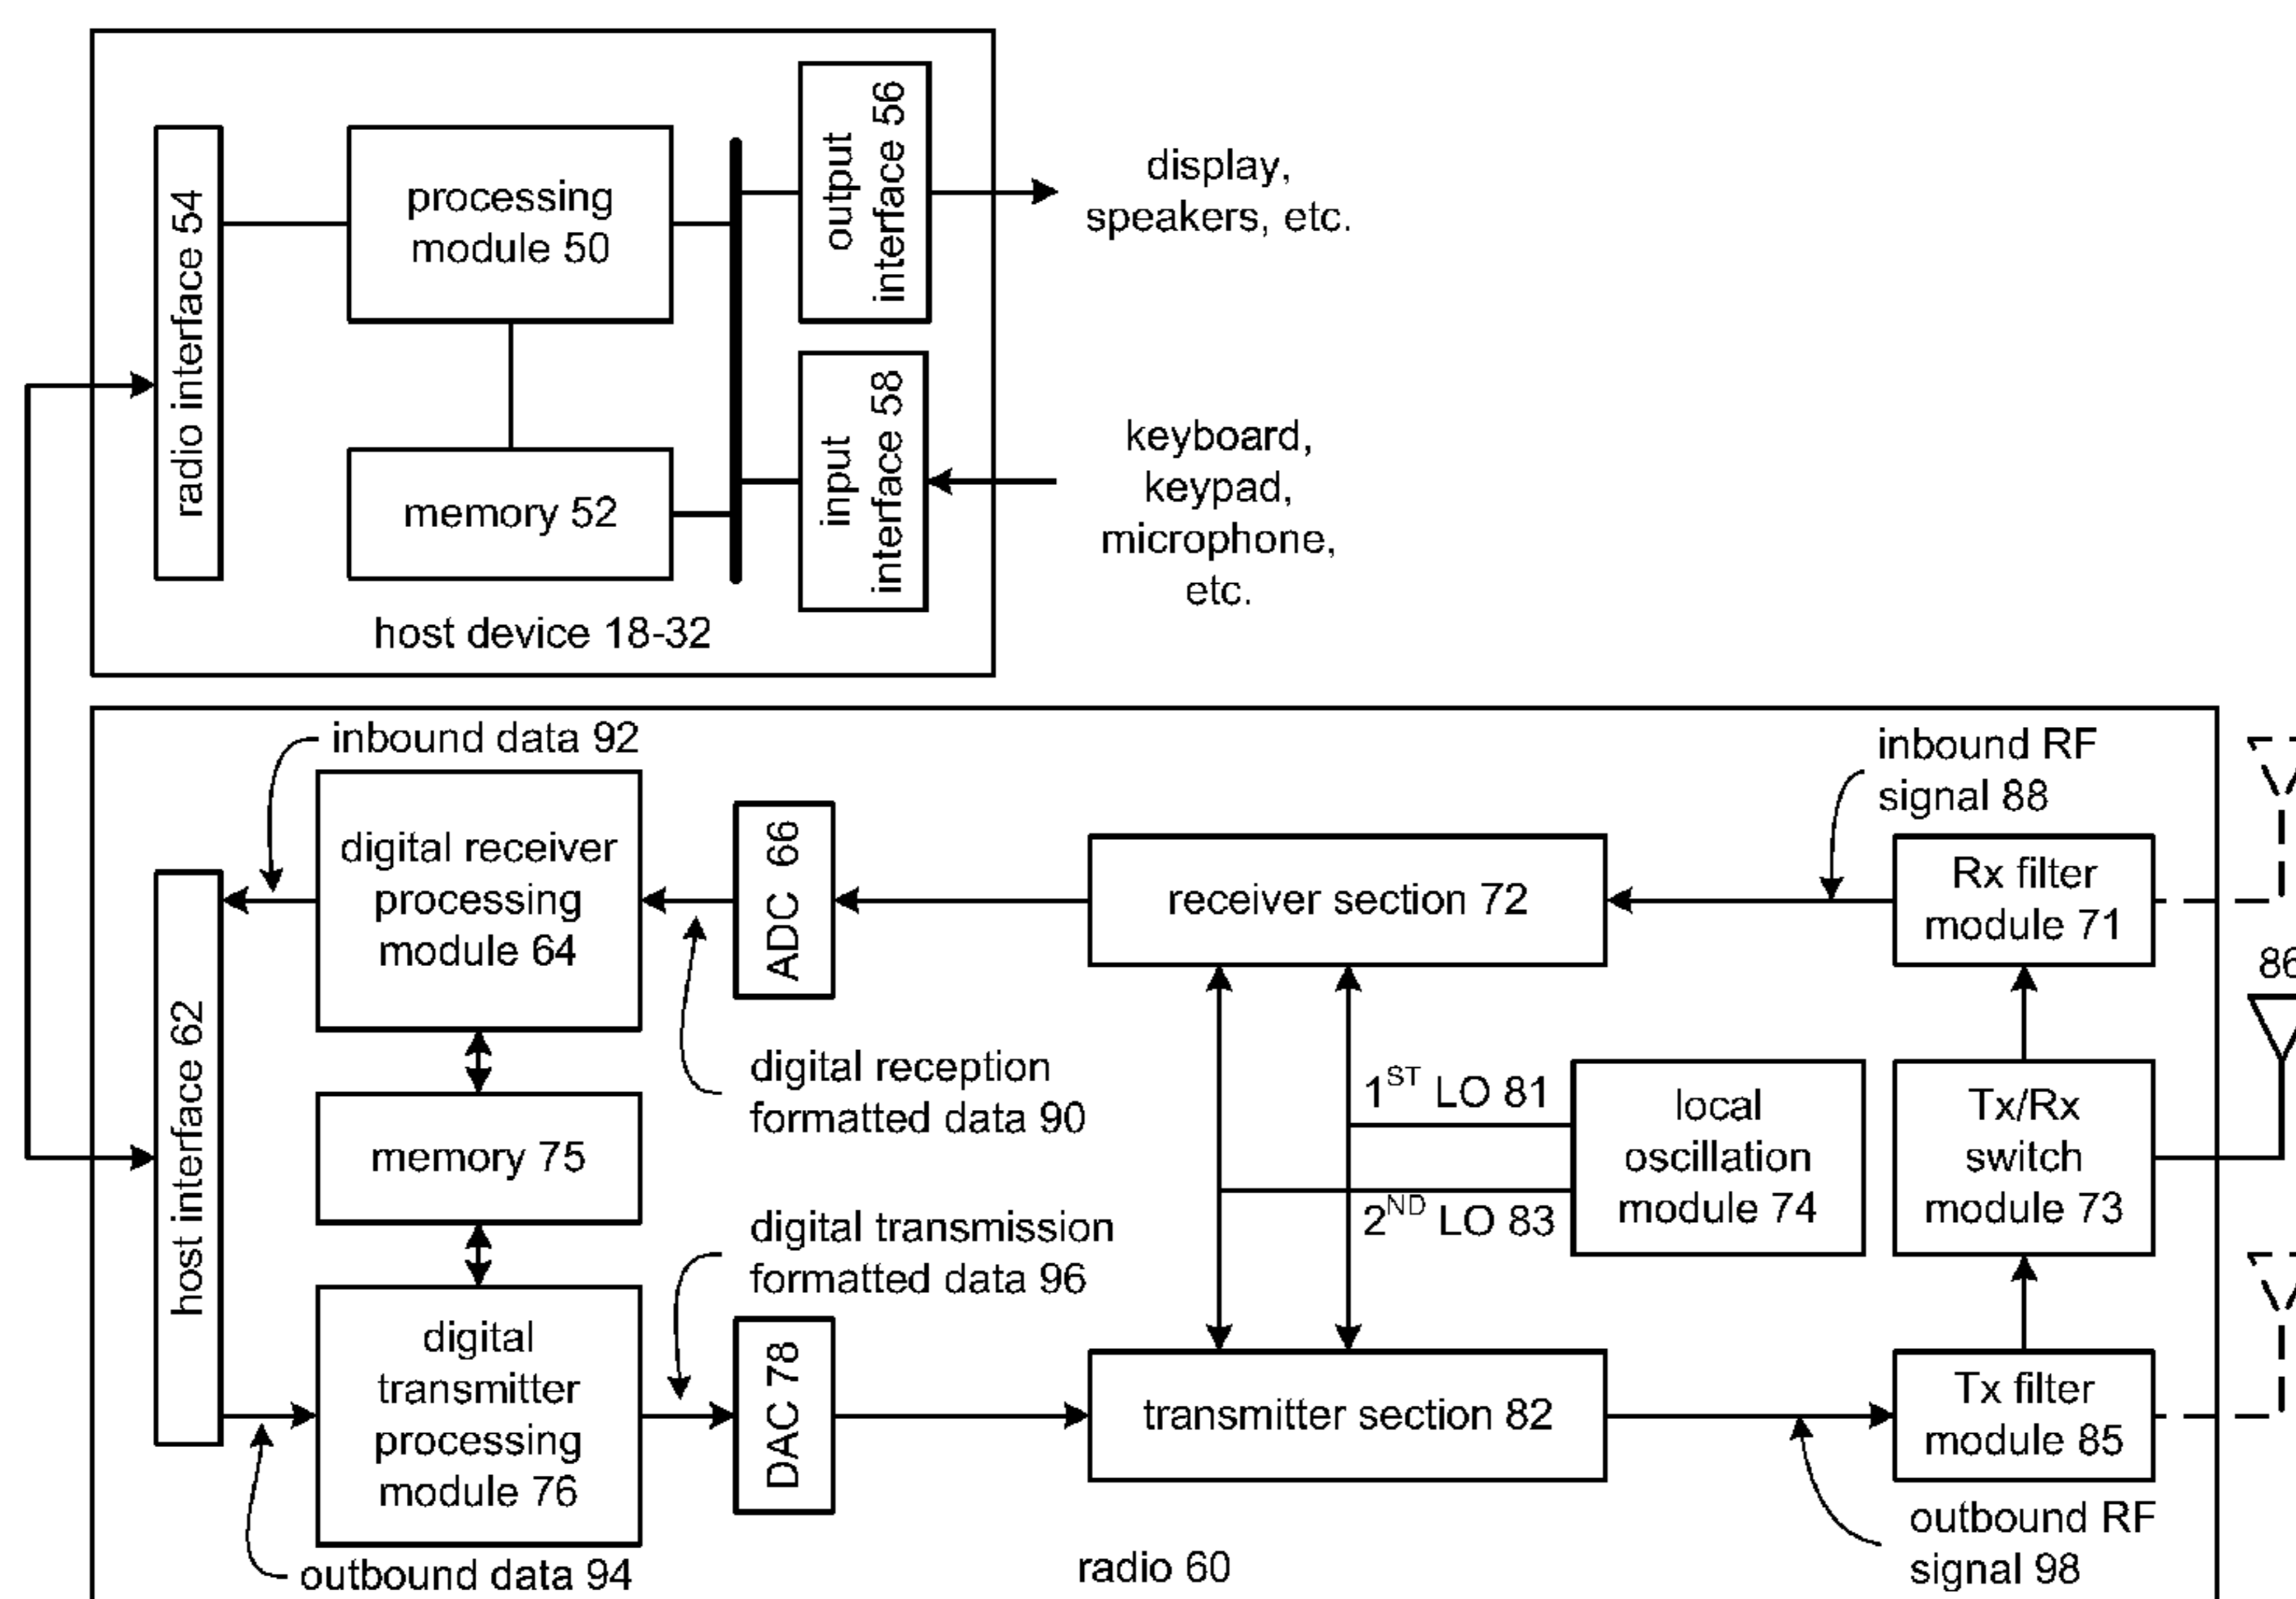 radio interface 54
processing
module 50
memory 52
output
interface 56
input
interface 58
host device 18-32
display,
speakers, etc.
keyboard,
keypad,
microphone,
etc.
inbound data 92
digital receiver
processing
module 64
ADC 66
receiver section 72
inbound RF
signal 88
Rx filter
module 71
86
host interface 62
memory 75
digital reception
formatted data 90
1ST LO 81
2ND LO 83
local
oscillation
module 74
Tx/Rx
switch
module 73
digital transmission
formatted data 96
digital
transmitter
processing
module 76
DAC 78
transmitter section 82
Tx filter
module 85
outbound data 94
radio 60
outbound RF
signal 98